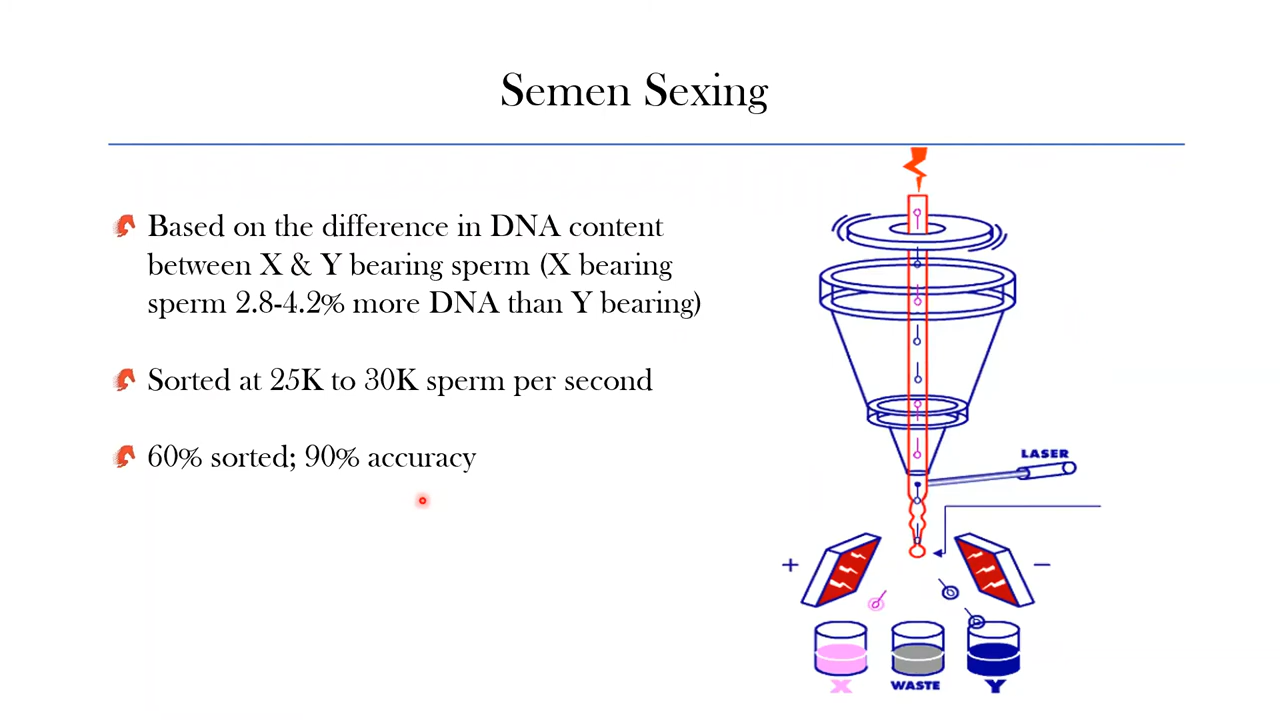 Semen Sexing
Based on the difference in DNA content
between X & Y bearing sperm (X bearing
sperm 2.8-4.2% more DNA than Y bearing)
Sorted at 25K to 30K sperm per second
60% sorted; 90% accuracy
LASER
+
−
X
WASTE
Y